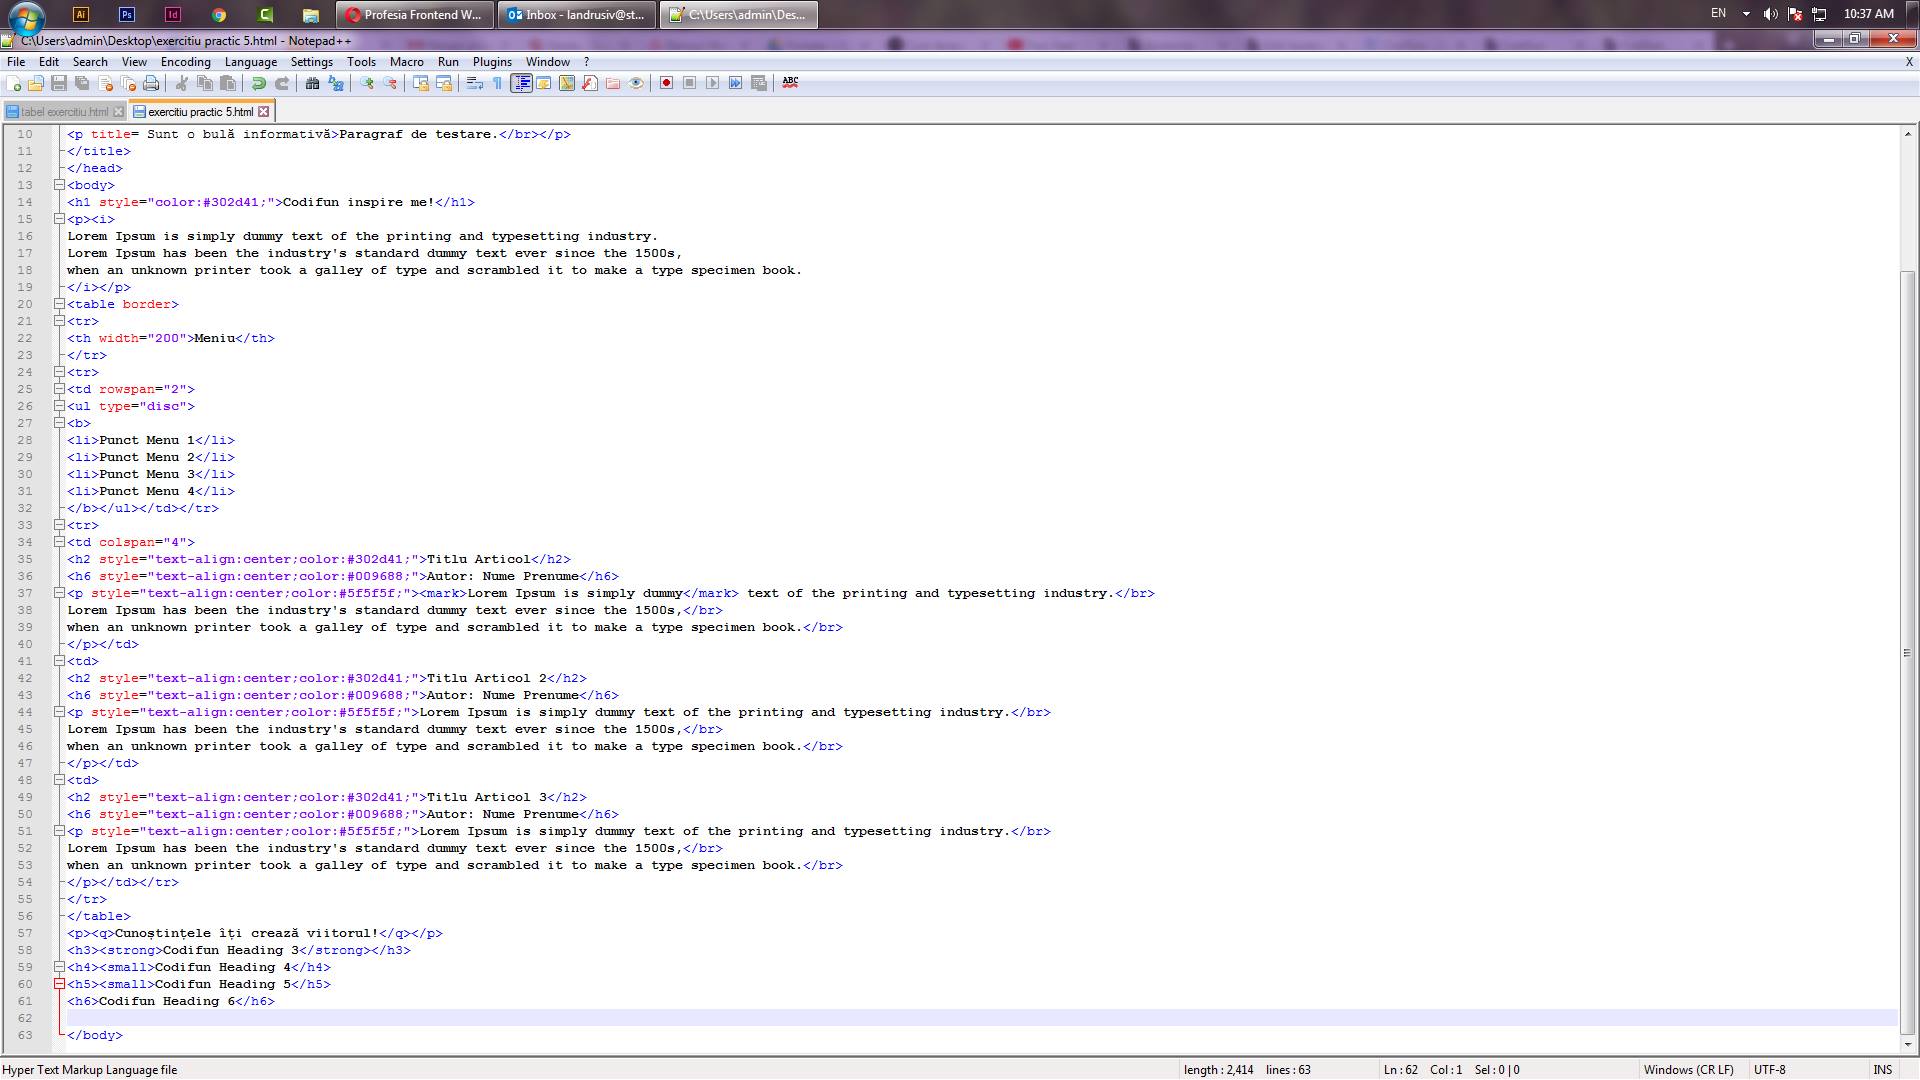 Ai Ps Id Profesia Frontend W... Inbox - landrusiv@st... C:\Users\admin\Des... EN 10:37 AM
C:\Users\admin\Desktop\exercitiu practic 5.html - Notepad++
File Edit Search View Encoding Language Settings Tools Macro Run Plugins Window ? X
ABC
tabel exercitiu.html exercitiu practic 5.html
10 <p title= Sunt o bulă informativă>Paragraf de testare.</br></p>
11 </title>
12 </head>
13 <body>
14 <h1 style="color:#302d41;">Codifun inspire me!</h1>
15 <p><i>
16 Lorem Ipsum is simply dummy text of the printing and typesetting industry.
17 Lorem Ipsum has been the industry's standard dummy text ever since the 1500s,
18 when an unknown printer took a galley of type and scrambled it to make a type specimen book.
19 </i></p>
20 <table border>
21 <tr>
22 <th width="200">Meniu</th>
23 </tr>
24 <tr>
25 <td rowspan="2">
26 <ul type="disc">
27 <b>
28 <li>Punct Menu 1</li>
29 <li>Punct Menu 2</li>
30 <li>Punct Menu 3</li>
31 <li>Punct Menu 4</li>
32 </b></ul></td></tr>
33 <tr>
34 <td colspan="4">
35 <h2 style="text-align:center;color:#302d41;">Titlu Articol</h2>
36 <h6 style="text-align:center;color:#009688;">Autor: Nume Prenume</h6>
37 <p style="text-align:center;color:#5f5f5f;"><mark>Lorem Ipsum is simply dummy</mark> text of the printing and typesetting industry.</br>
38 Lorem Ipsum has been the industry's standard dummy text ever since the 1500s,</br>
39 when an unknown printer took a galley of type and scrambled it to make a type specimen book.</br>
40 </p></td>
41 <td>
42 <h2 style="text-align:center;color:#302d41;">Titlu Articol 2</h2>
43 <h6 style="text-align:center;color:#009688;">Autor: Nume Prenume</h6>
44 <p style="text-align:center;color:#5f5f5f;">Lorem Ipsum is simply dummy text of the printing and typesetting industry.</br>
45 Lorem Ipsum has been the industry's standard dummy text ever since the 1500s,</br>
46 when an unknown printer took a galley of type and scrambled it to make a type specimen book.</br>
47 </p></td>
48 <td>
49 <h2 style="text-align:center;color:#302d41;">Titlu Articol 3</h2>
50 <h6 style="text-align:center;color:#009688;">Autor: Nume Prenume</h6>
51 <p style="text-align:center;color:#5f5f5f;">Lorem Ipsum is simply dummy text of the printing and typesetting industry.</br>
52 Lorem Ipsum has been the industry's standard dummy text ever since the 1500s,</br>
53 when an unknown printer took a galley of type and scrambled it to make a type specimen book.</br>
54 </p></td></tr>
55 </tr>
56 </table>
57 <p><q>Cunoștințele îți crează viitorul!</q></p>
58 <h3><strong>Codifun Heading 3</strong></h3>
59 <h4><small>Codifun Heading 4</h4>
60 <h5><small>Codifun Heading 5</h5>
61 <h6>Codifun Heading 6</h6>
62
63 </body>
Hyper Text Markup Language file length : 2,414 lines : 63 Ln : 62 Col : 1 Sel : 0 | 0 Windows (CR LF) UTF-8 INS